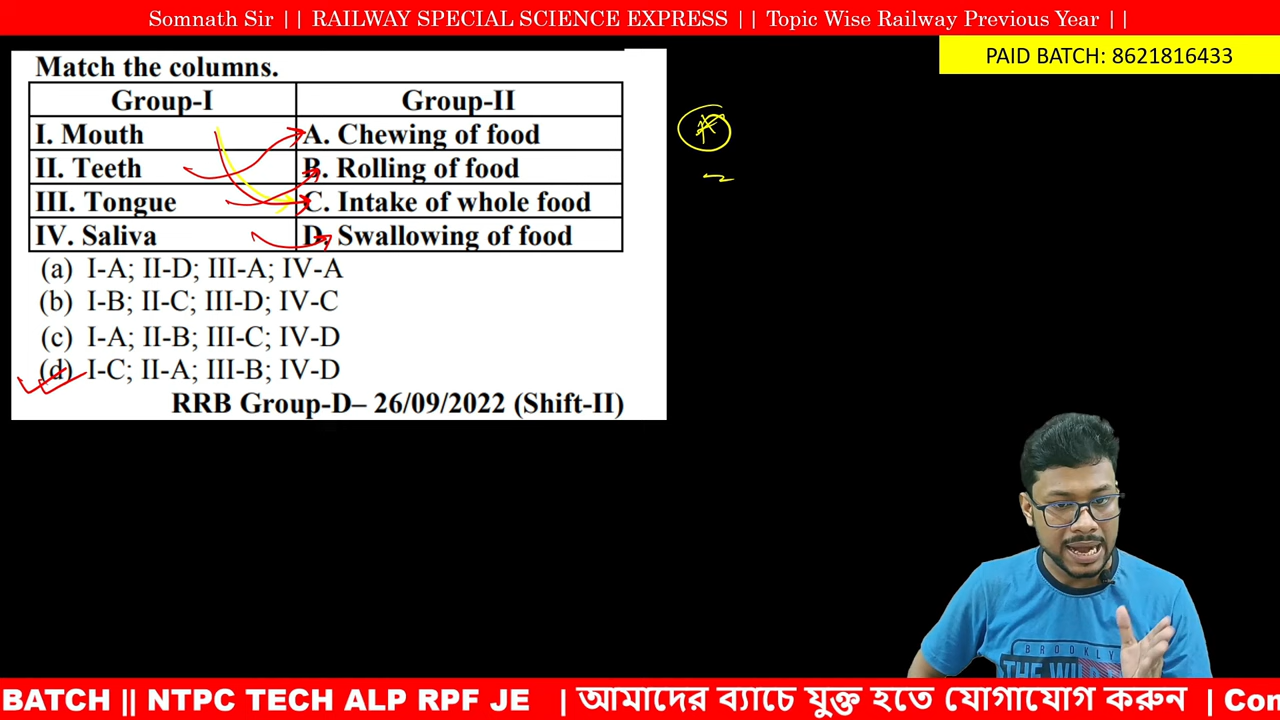 Somnath Sir || RAILWAY SPECIAL SCIENCE EXPRESS || Topic Wise Railway Previous Year ||
PAID BATCH: 8621816433
Match the columns.
Group-I Group-II
I. Mouth A. Chewing of food
II. Teeth B. Rolling of food
III. Tongue C. Intake of whole food
IV. Saliva D. Swallowing of food
(a) I-A; II-D; III-A; IV-A
(b) I-B; II-C; III-D; IV-C
(c) I-A; II-B; III-C; IV-D
(d) I-C; II-A; III-B; IV-D
RRB Group-D– 26/09/2022 (Shift-II)
BROOKLY
THE WIL
BATCH || NTPC TECH ALP RPF JE | আমাদের ব্যাচে যুক্ত হতে যোগাযোগ করুন | Con